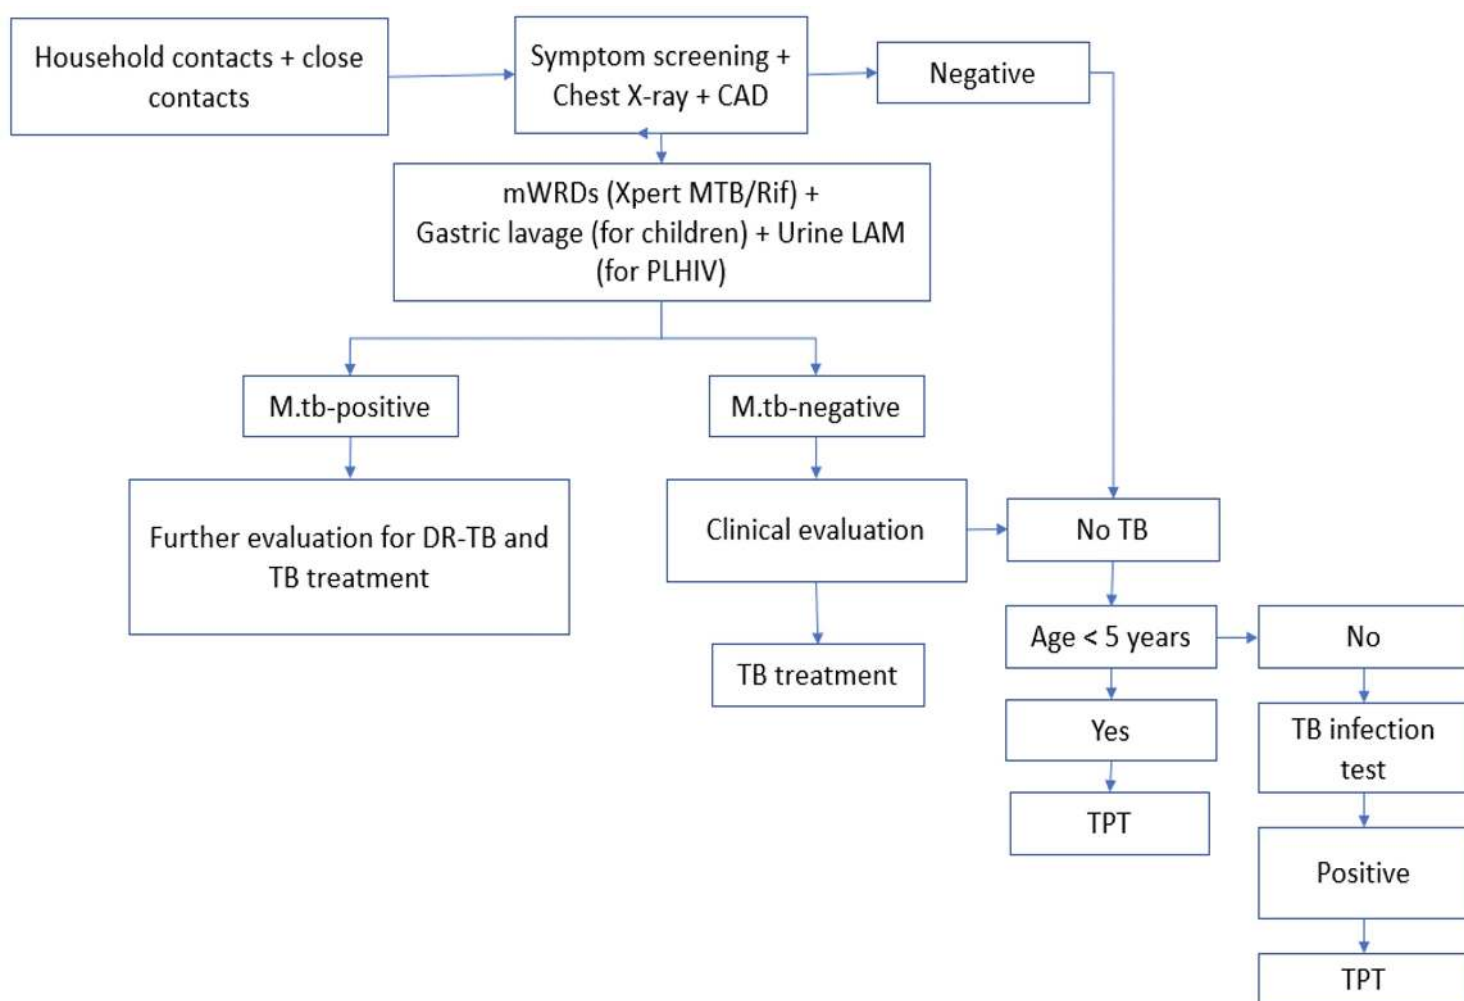 Household contacts + close
contacts
Symptom screening +
Chest X-ray + CAD
Negative
mWRDs (Xpert MTB/Rif) +
Gastric lavage (for children) + Urine LAM
(for PLHIV)
M.tb-positive
M.tb-negative
Further evaluation for DR-TB and
TB treatment
Clinical evaluation
No TB
TB treatment
Age < 5 years
No
Yes
TB infection
test
TPT
Positive
TPT